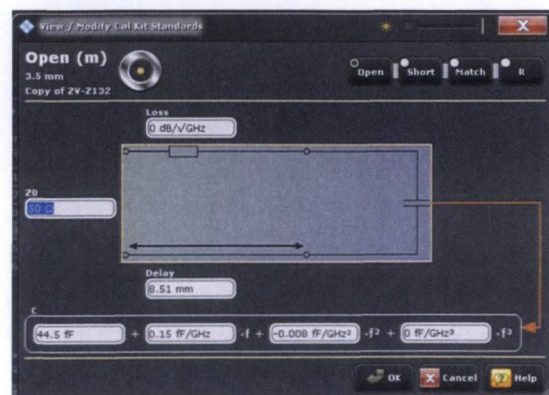 View / Modify Cal Kit Standards
Open (m)
3.5 mm
Copy of ZV-Z132
Open
Short
Match
R
Loss
0 dB/√GHz
Z0
50 Ω
Delay
8.51 mm
C
44.5 fF + 0.15 fF/GHz ·f + -0.008 fF/GHz² ·f² + 0 fF/GHz³ ·f³
OK
Cancel
Help